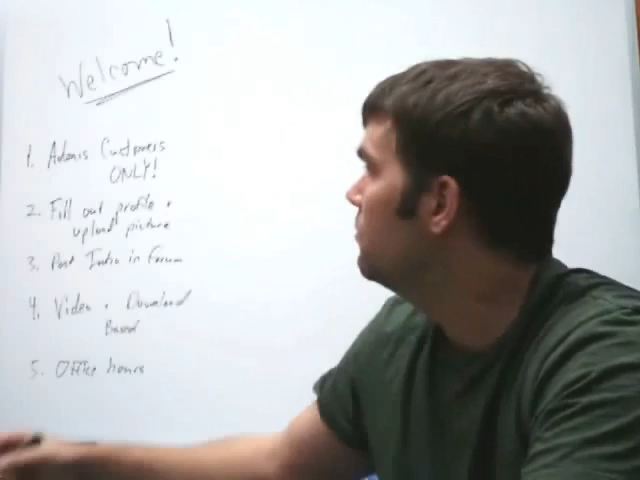 Welcome!
1. Adonis Customers
ONLY!
2. Fill out profile +
upload picture
3. Post Intro in Forum
4. Video + Download
Based
5. Office hours